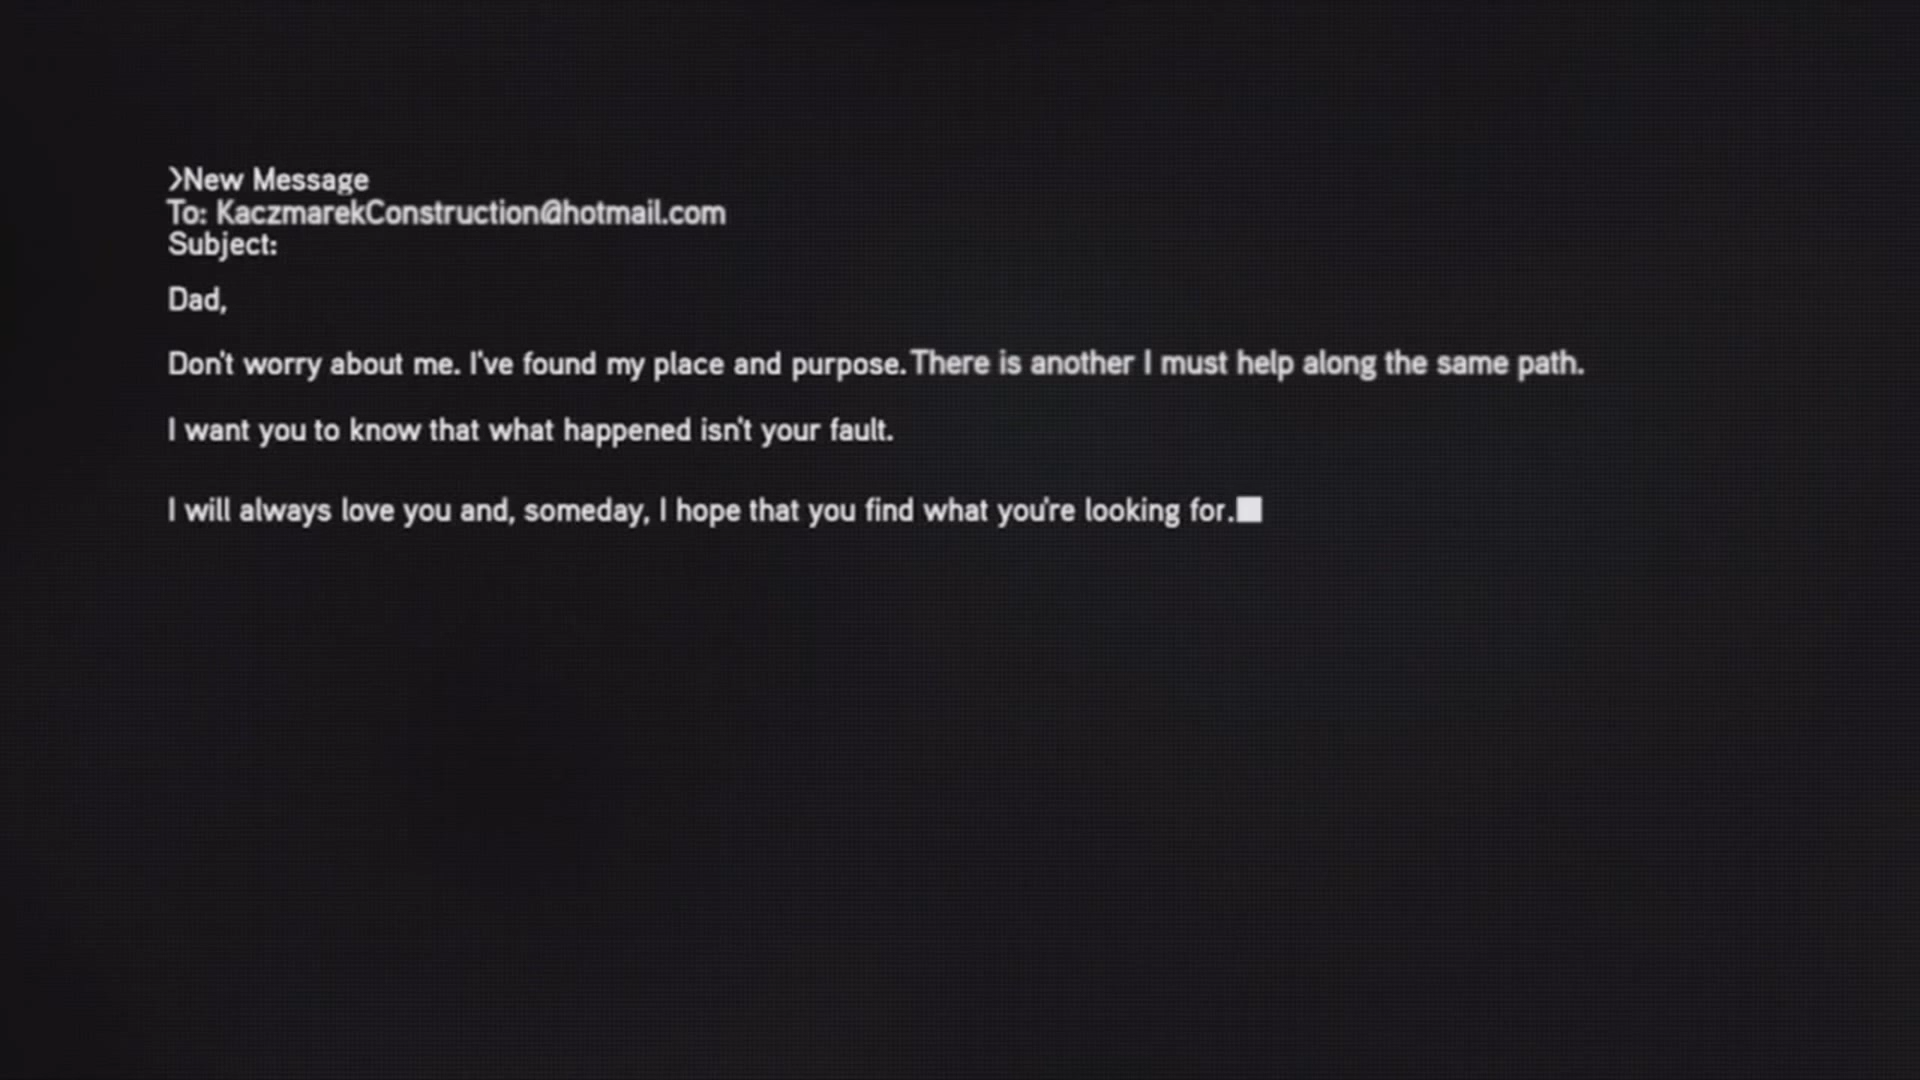 >New Message
To: KaczmarekConstruction@hotmail.com
Subject:
Dad,
Don't worry about me. I've found my place and purpose. There is another I must help along the same path.
I want you to know that what happened isn't your fault.
I will always love you and, someday, I hope that you find what you're looking for.